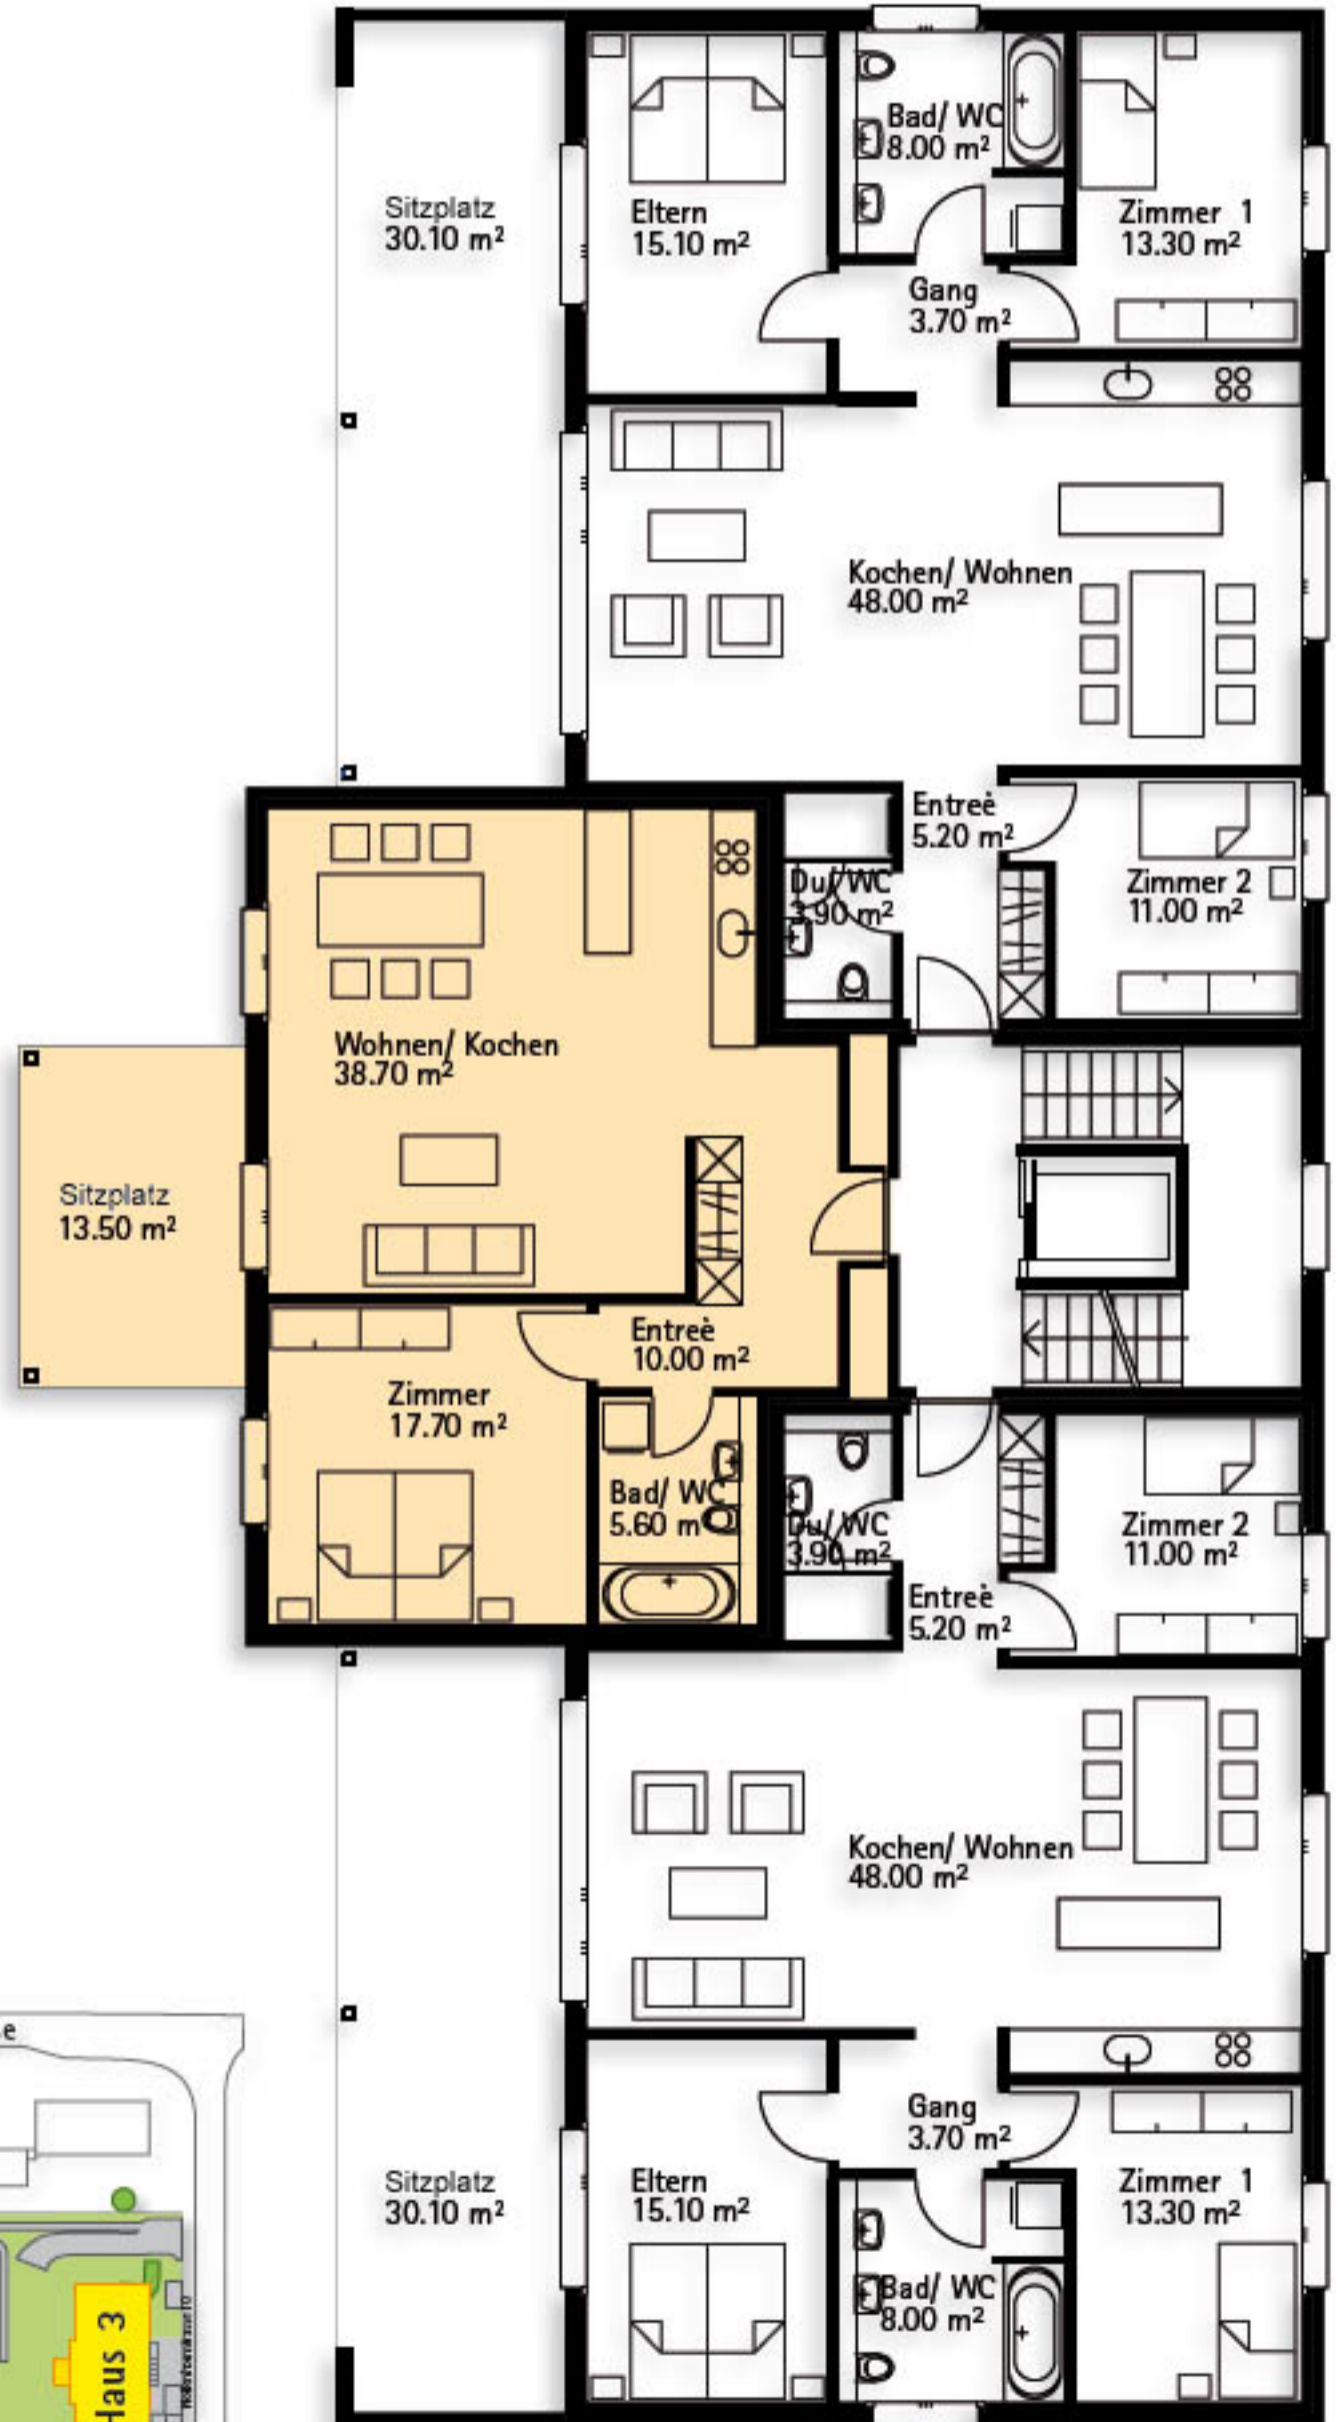 Bad/ WC
8.00 m²
Sitzplatz
30.10 m²
Eltern
15.10 m²
Zimmer 1
13.30 m²
Gang
3.70 m²
Kochen/ Wohnen
48.00 m²
Entreè
5.20 m²
Du/ WC
3.90 m²
Zimmer 2
11.00 m²
Wohnen/ Kochen
38.70 m²
Sitzplatz
13.50 m²
Entreè
10.00 m²
Zimmer
17.70 m²
Bad/ WC
5.60 m
Du/ WC
3.90 m²
Zimmer 2
11.00 m²
Entreè
5.20 m²
Kochen/ Wohnen
48.00 m²
e
Gang
3.70 m²
Sitzplatz
30.10 m²
Eltern
15.10 m²
Zimmer 1
13.30 m²
Bad/ WC
8.00 m²
Haus 3